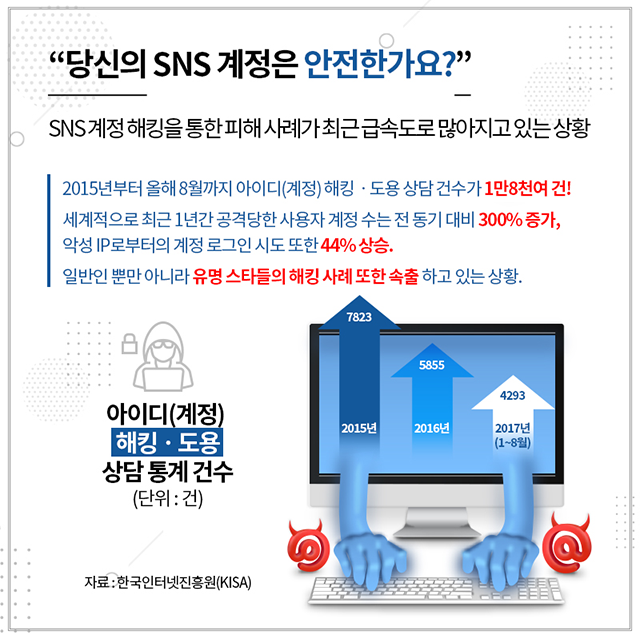 “당신의 SNS 계정은 안전한가요?”
SNS 계정 해킹을 통한 피해 사례가 최근 급속도로 많아지고 있는 상황
2015년부터 올해 8월까지 아이디(계정) 해킹 · 도용 상담 건수가 1만8천여 건!
세계적으로 최근 1년간 공격당한 사용자 계정 수는 전 동기 대비 300% 증가,
악성 IP로부터의 계정 로그인 시도 또한 44% 상승.
일반인 뿐만 아니라 유명 스타들의 해킹 사례 또한 속출 하고 있는 상황.
아이디(계정)
해킹 · 도용
상담 통계 건수
(단위 : 건)
7823
2015년
5855
2016년
4293
2017년
(1~8월)
@
@
자료 : 한국인터넷진흥원(KISA)